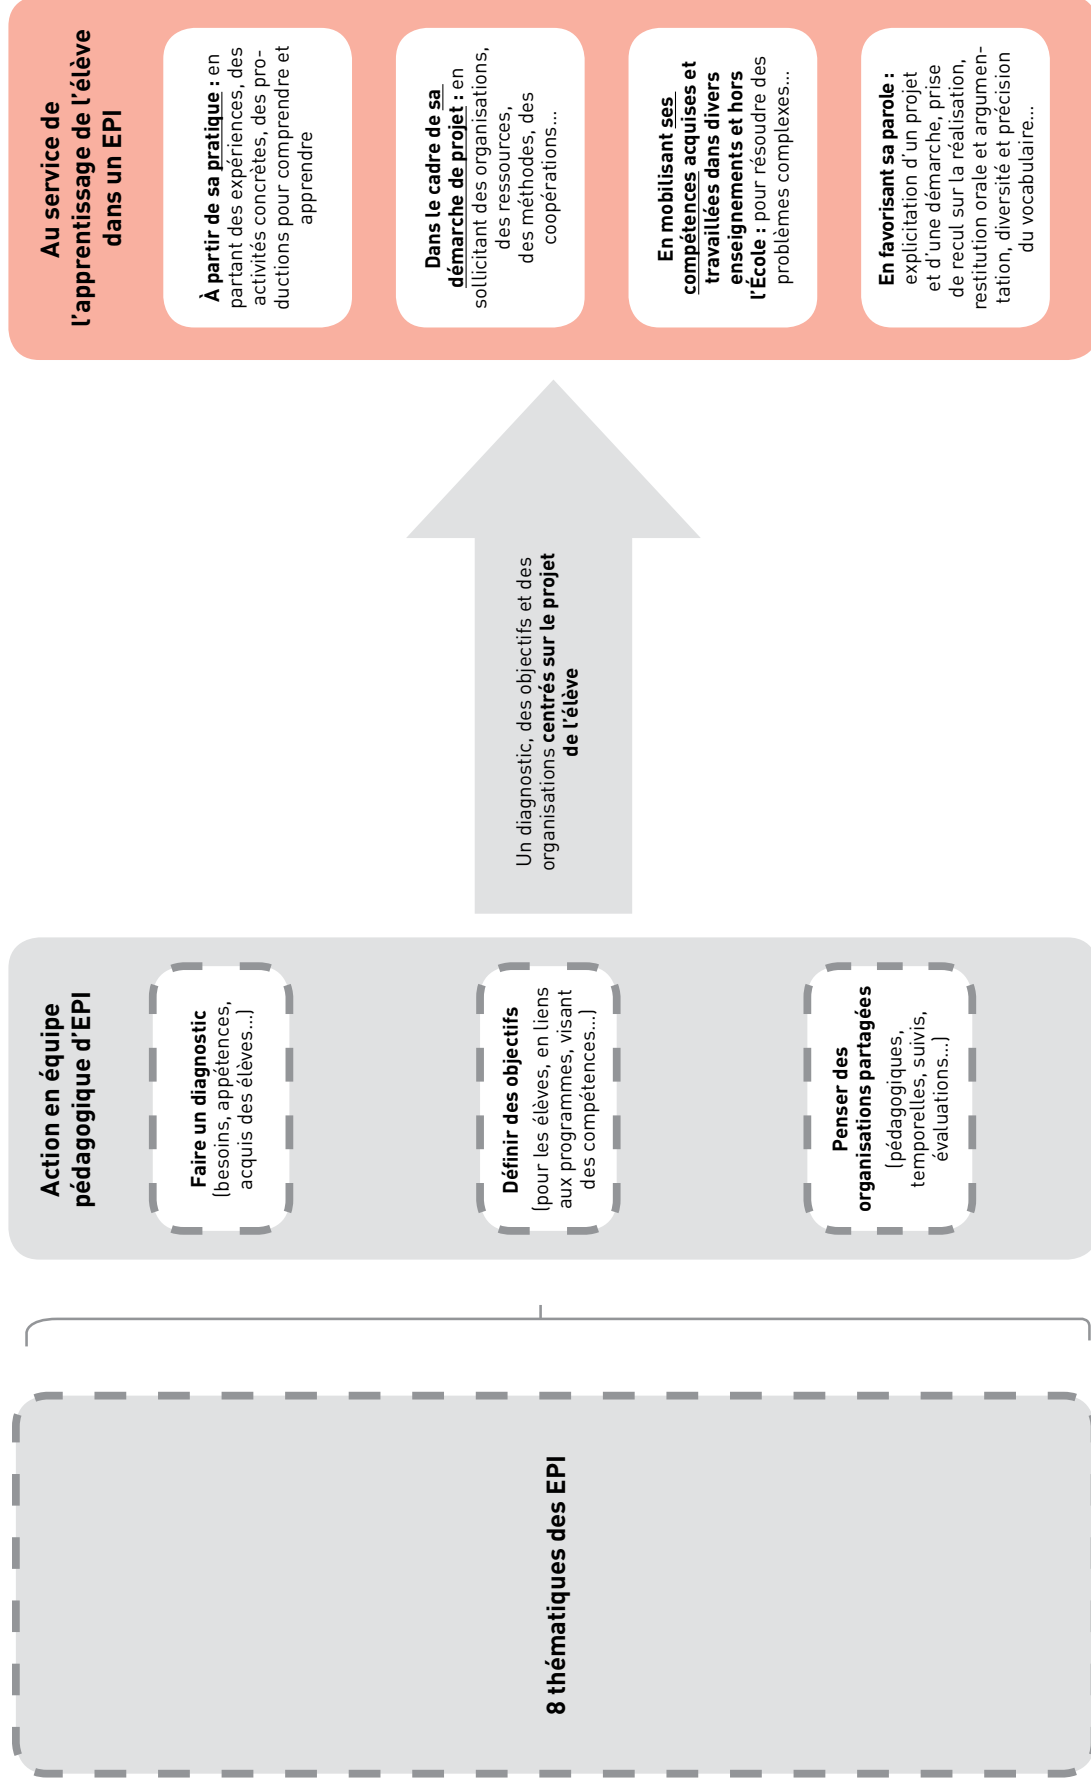 8 thématiques des EPI
Action en équipe
pédagogique d'EPI
Faire un diagnostic
(besoins, appétences,
acquis des élèves...)
Définir des objectifs
(pour les élèves, en liens
aux programmes, visant
des compétences...)
Penser des
organisations partagées
(pédagogiques,
temporelles, suivis,
évaluations...)
Un diagnostic, des objectifs et des
organisations centrés sur le projet
de l'élève
Au service de
l'apprentissage de l'élève
dans un EPI
À partir de sa pratique : en
partant des expériences, des
activités concrètes, des pro-
ductions pour comprendre et
apprendre
Dans le cadre de sa
démarche de projet : en
sollicitant des organisations,
des ressources,
des méthodes, des
coopérations...
En mobilisant ses
compétences acquises et
travaillées dans divers
enseignements et hors
l'École : pour résoudre des
problèmes complexes...
En favorisant sa parole :
explicitation d'un projet
et d'une démarche, prise
de recul sur la réalisation,
restitution orale et argumen-
tation, diversité et précision
du vocabulaire...